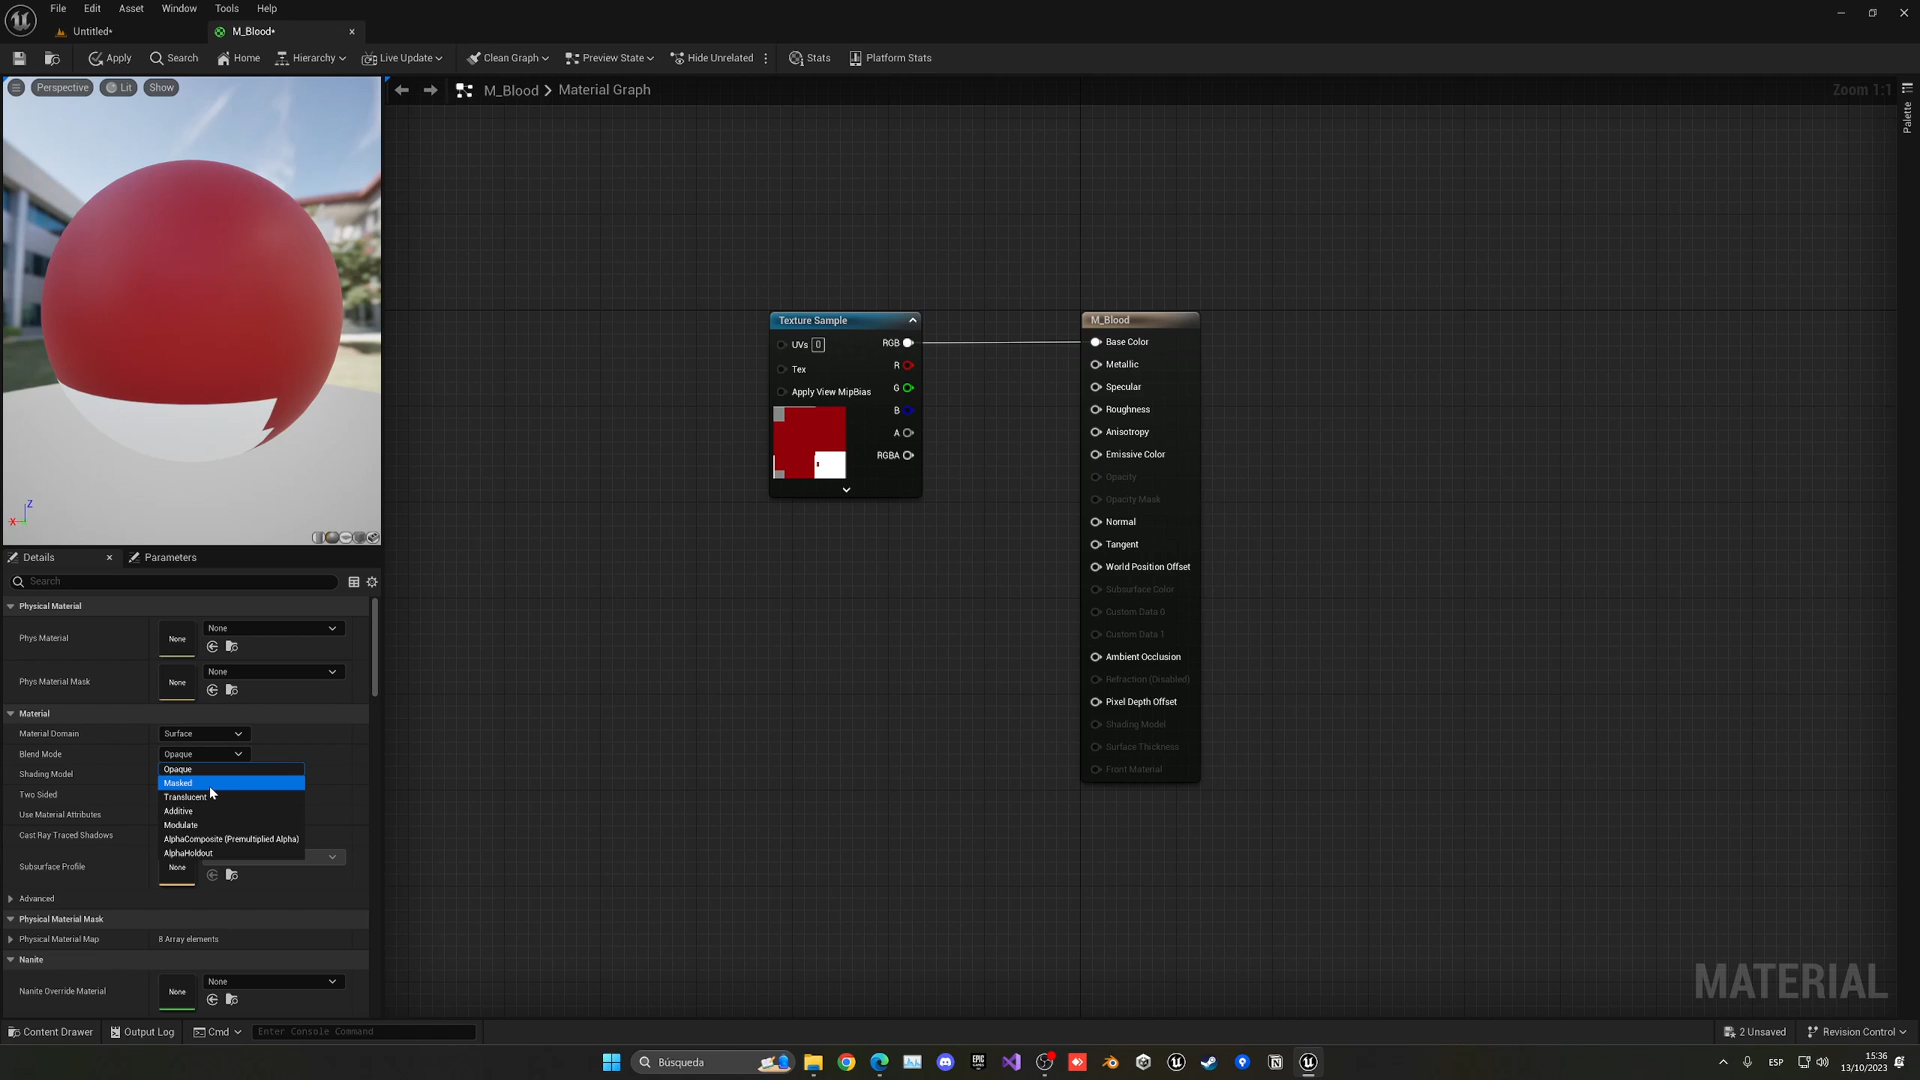 File Edit Asset Window Tools Help
Untitled*
M_Blood*
Apply Search Home Hierarchy Live Update Clean Graph Preview State Hide Unrelated Stats Platform Stats
Perspective Lit Show
M_Blood > Material Graph
Zoom 1:1
Palette
Texture Sample
UVs 0
Tex
Apply View MipBias
RGB
R
G
B
A
RGBA
M_Blood
Base Color
Metallic
Specular
Roughness
Anisotropy
Emissive Color
Opacity
Opacity Mask
Normal
Tangent
World Position Offset
Subsurface Color
Custom Data 0
Custom Data 1
Ambient Occlusion
Refraction (Disabled)
Pixel Depth Offset
Shading Model
Surface Thickness
Front Material
Z
X
Details
Parameters
Search
Physical Material
Phys Material
None
None
Phys Material Mask
None
None
Material
Material Domain
Surface
Blend Mode
Opaque
Shading Model
Two Sided
Use Material Attributes
Cast Ray Traced Shadows
Opaque
Masked
Translucent
Additive
Modulate
AlphaComposite (Premultiplied Alpha)
AlphaHoldout
Subsurface Profile
None
Advanced
Physical Material Mask
Physical Material Map
8 Array elements
Nanite
Nanite Override Material
None
None
MATERIAL
Content Drawer
Output Log
Cmd
Enter Console Command
2 Unsaved
Revision Control
Búsqueda
EPIC GAMES
ESP
15:36
13/10/2023